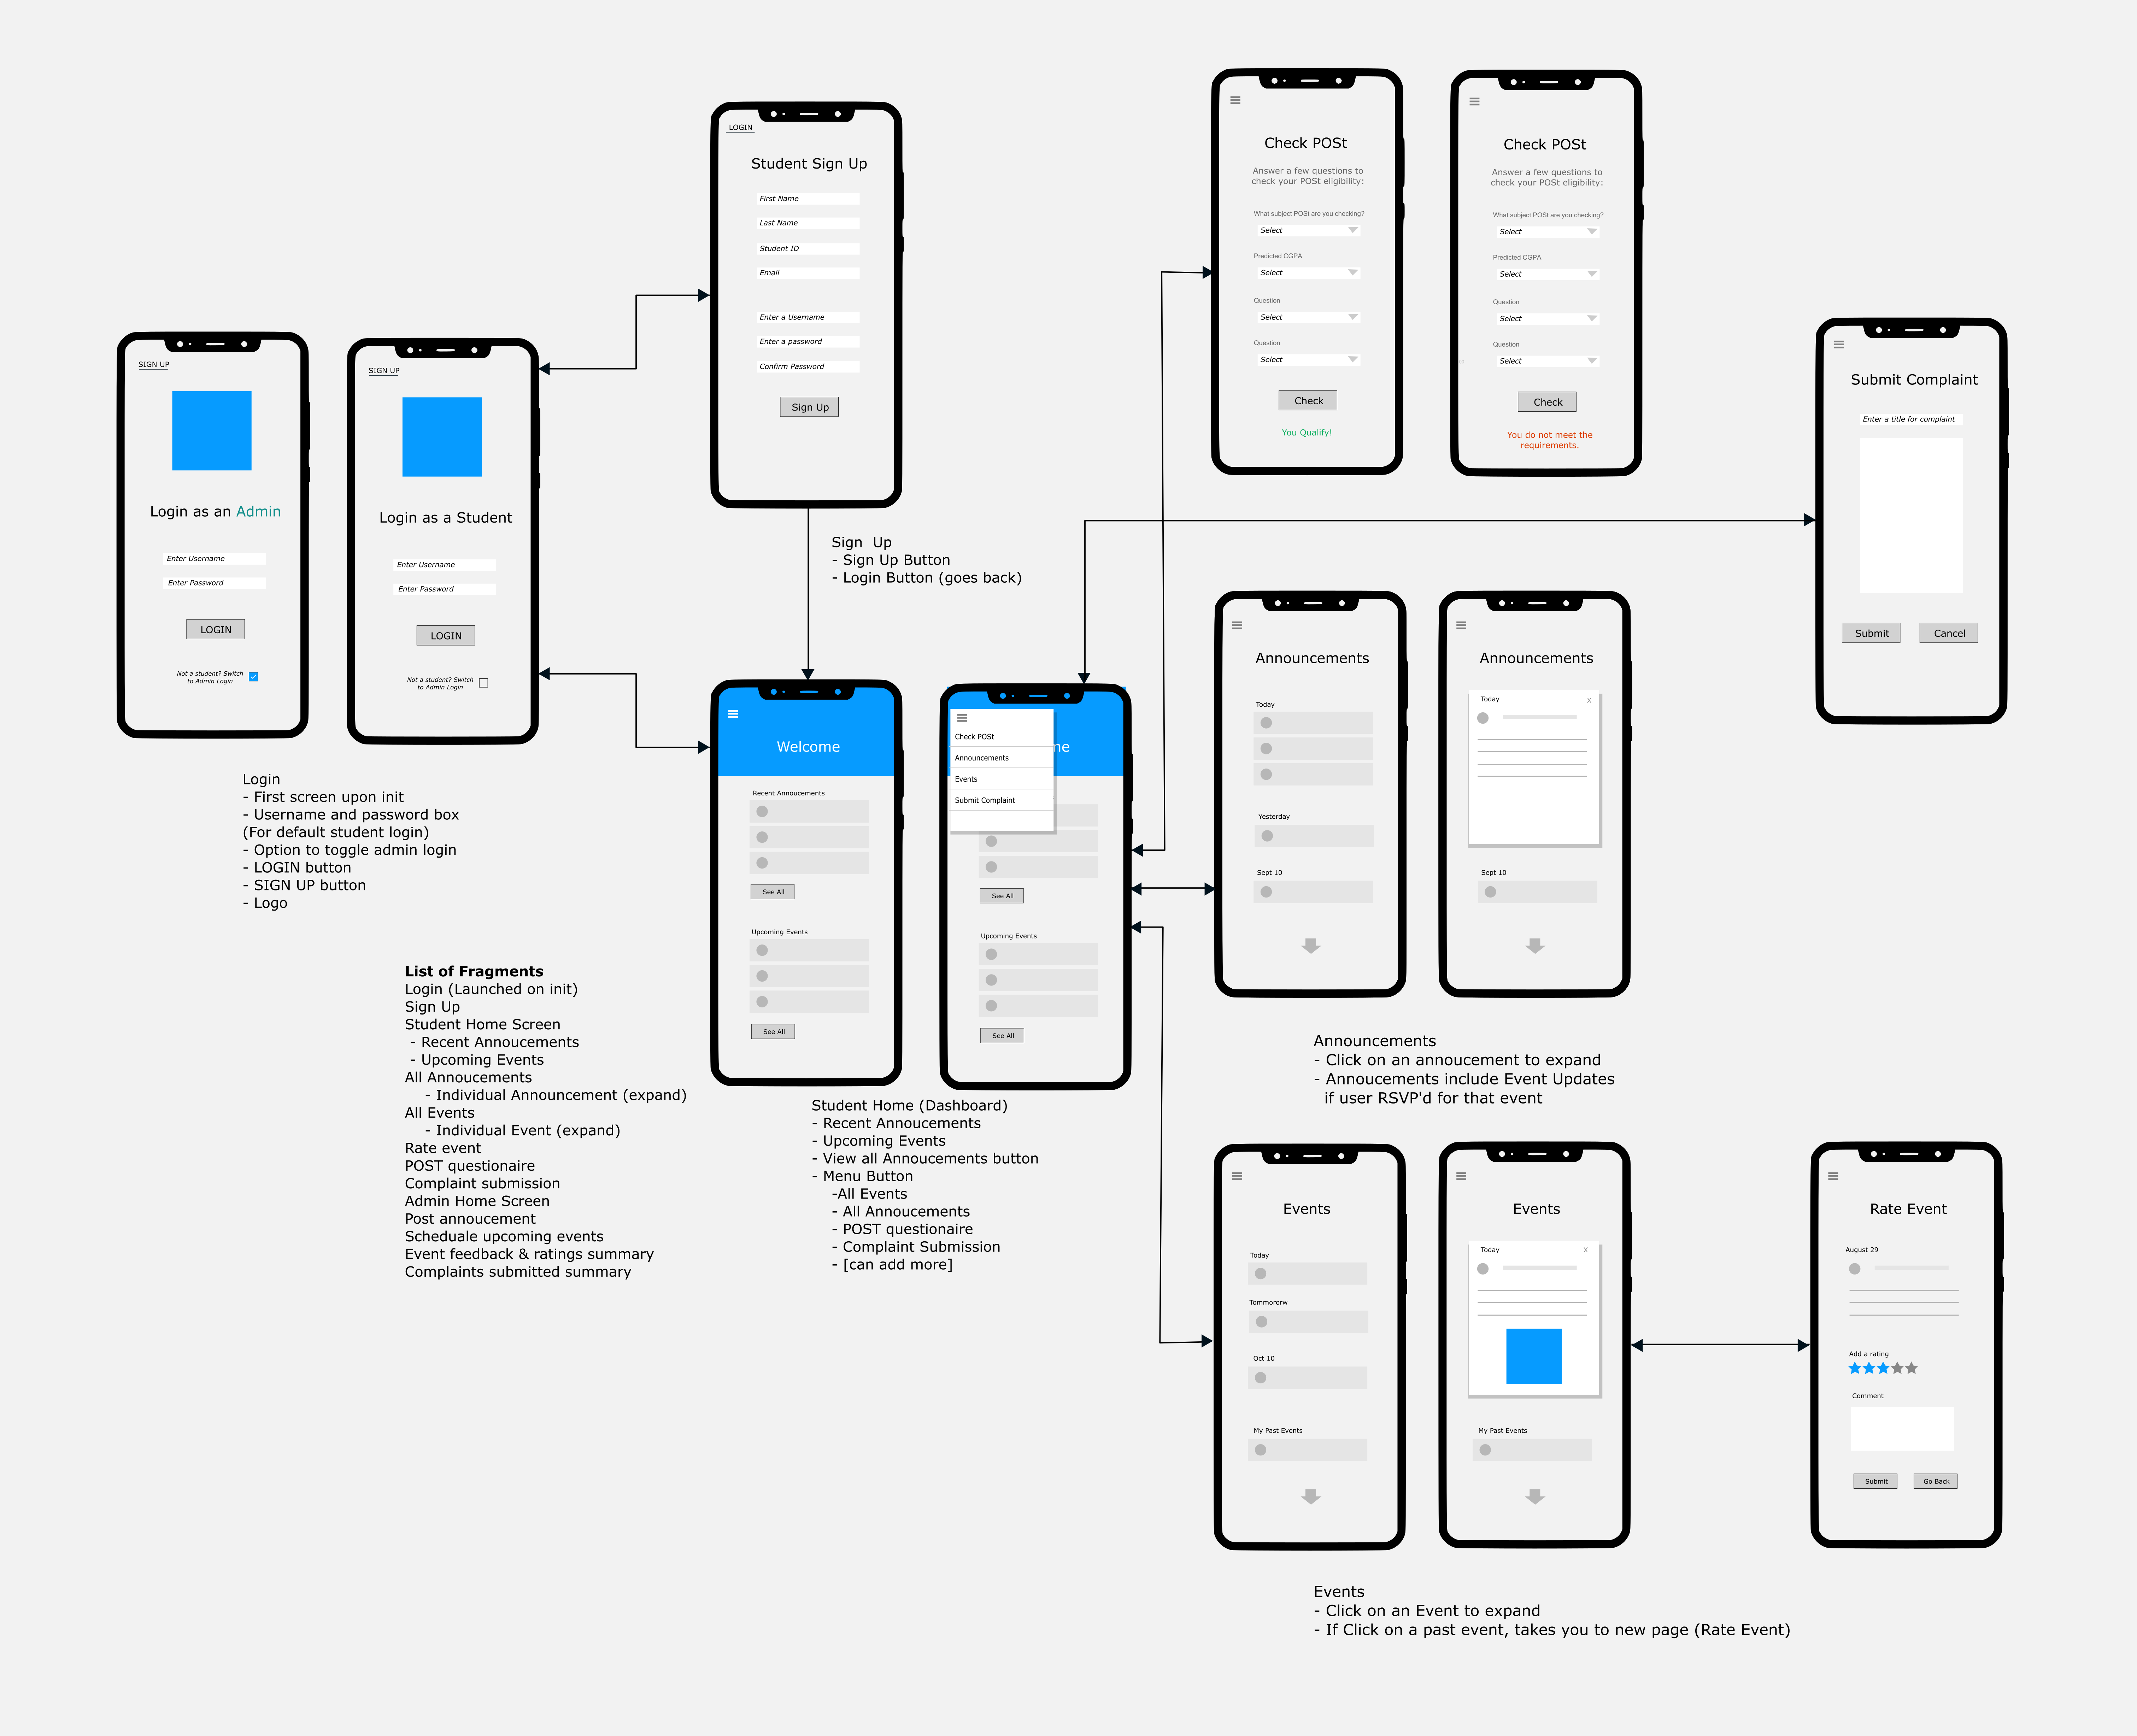 SIGN UP
Login as an Admin
Enter Username
Enter Password
LOGIN
Not a student? Switch
to Admin Login
SIGN UP
Login as a Student
Enter Username
Enter Password
LOGIN
Not a student? Switch
to Admin Login
Login
- First screen upon init
- Username and password box
(For default student login)
- Option to toggle admin login
- LOGIN button
- SIGN UP button
- Logo
List of Fragments
Login (Launched on init)
Sign Up
Student Home Screen
- Recent Annoucements
- Upcoming Events
All Annoucements
- Individual Announcement (expand)
All Events
- Individual Event (expand)
Rate event
POST questionaire
Complaint submission
Admin Home Screen
Post annoucement
Scheduale upcoming events
Event feedback & ratings summary
Complaints submitted summary
LOGIN
Student Sign Up
First Name
Last Name
Student ID
Email
Enter a Username
Enter a password
Confirm Password
Sign Up
Sign Up
- Sign Up Button
- Login Button (goes back)
Welcome
Recent Annoucements
See All
Upcoming Events
See All
me
Check POSt
Announcements
Events
Submit Complaint
See All
Upcoming Events
See All
Student Home (Dashboard)
- Recent Annoucements
- Upcoming Events
- View all Annoucements button
- Menu Button
-All Events
- All Annoucements
- POST questionaire
- Complaint Submission
- [can add more]
Check POSt
Answer a few questions to
check your POSt eligibility:
What subject POSt are you checking?
Select
Predicted CGPA
Select
Question
Select
Question
Select
Check
You Qualify!
Check POSt
Answer a few questions to
check your POSt eligibility:
What subject POSt are you checking?
Select
Predicted CGPA
Select
Question
Select
Question
Select
Check
You do not meet the
requirements.
Submit Complaint
Enter a title for complaint
Submit
Cancel
Announcements
Today
Yesterday
Sept 10
Announcements
Today
X
Sept 10
Announcements
- Click on an annoucement to expand
- Annoucements include Event Updates
if user RSVP'd for that event
Events
Today
Tommororw
Oct 10
My Past Events
Events
Today
X
My Past Events
Rate Event
August 29
Add a rating
Comment
Submit
Go Back
Events
- Click on an Event to expand
- If Click on a past event, takes you to new page (Rate Event)